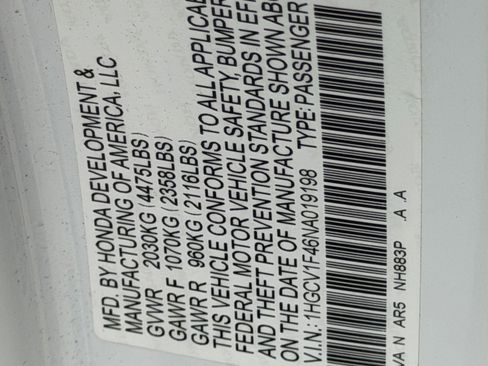 MFD. BY HONDA DEVELOPMENT &
MANUFACTURING OF AMERICA, LLC
GVWR 2030KG (4475LBS)
GAWR F 1070KG (2358LBS)
GAWR R 960KG (2116LBS)
THIS VEHICLE CONFORMS TO ALL APPLICA
FEDERAL MOTOR VEHICLE SAFETY, BUMPER
AND THEFT PREVENTION STANDARDS IN EF
ON THE DATE OF MANUFACTURE SHOWN AB
V.I.N.: 1HGCV1F46NA019198 TYPE: PASSENGER
VA N AR5 NH883P .A .A